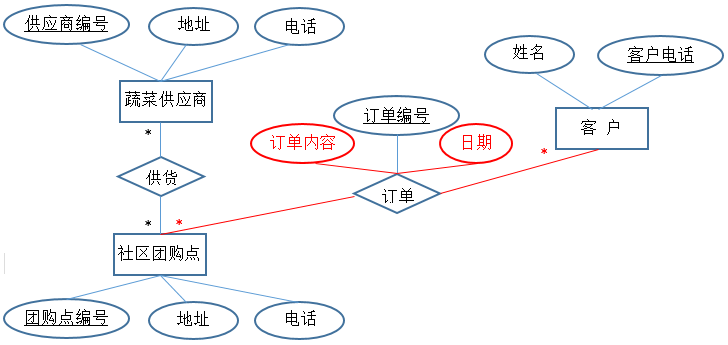 供应商编号
地址
电话
姓名
客户电话
蔬菜供应商
订单编号
客 户
*
订单内容
日期
*
供货
订单
*
*
社区团购点
团购点编号
地址
电话